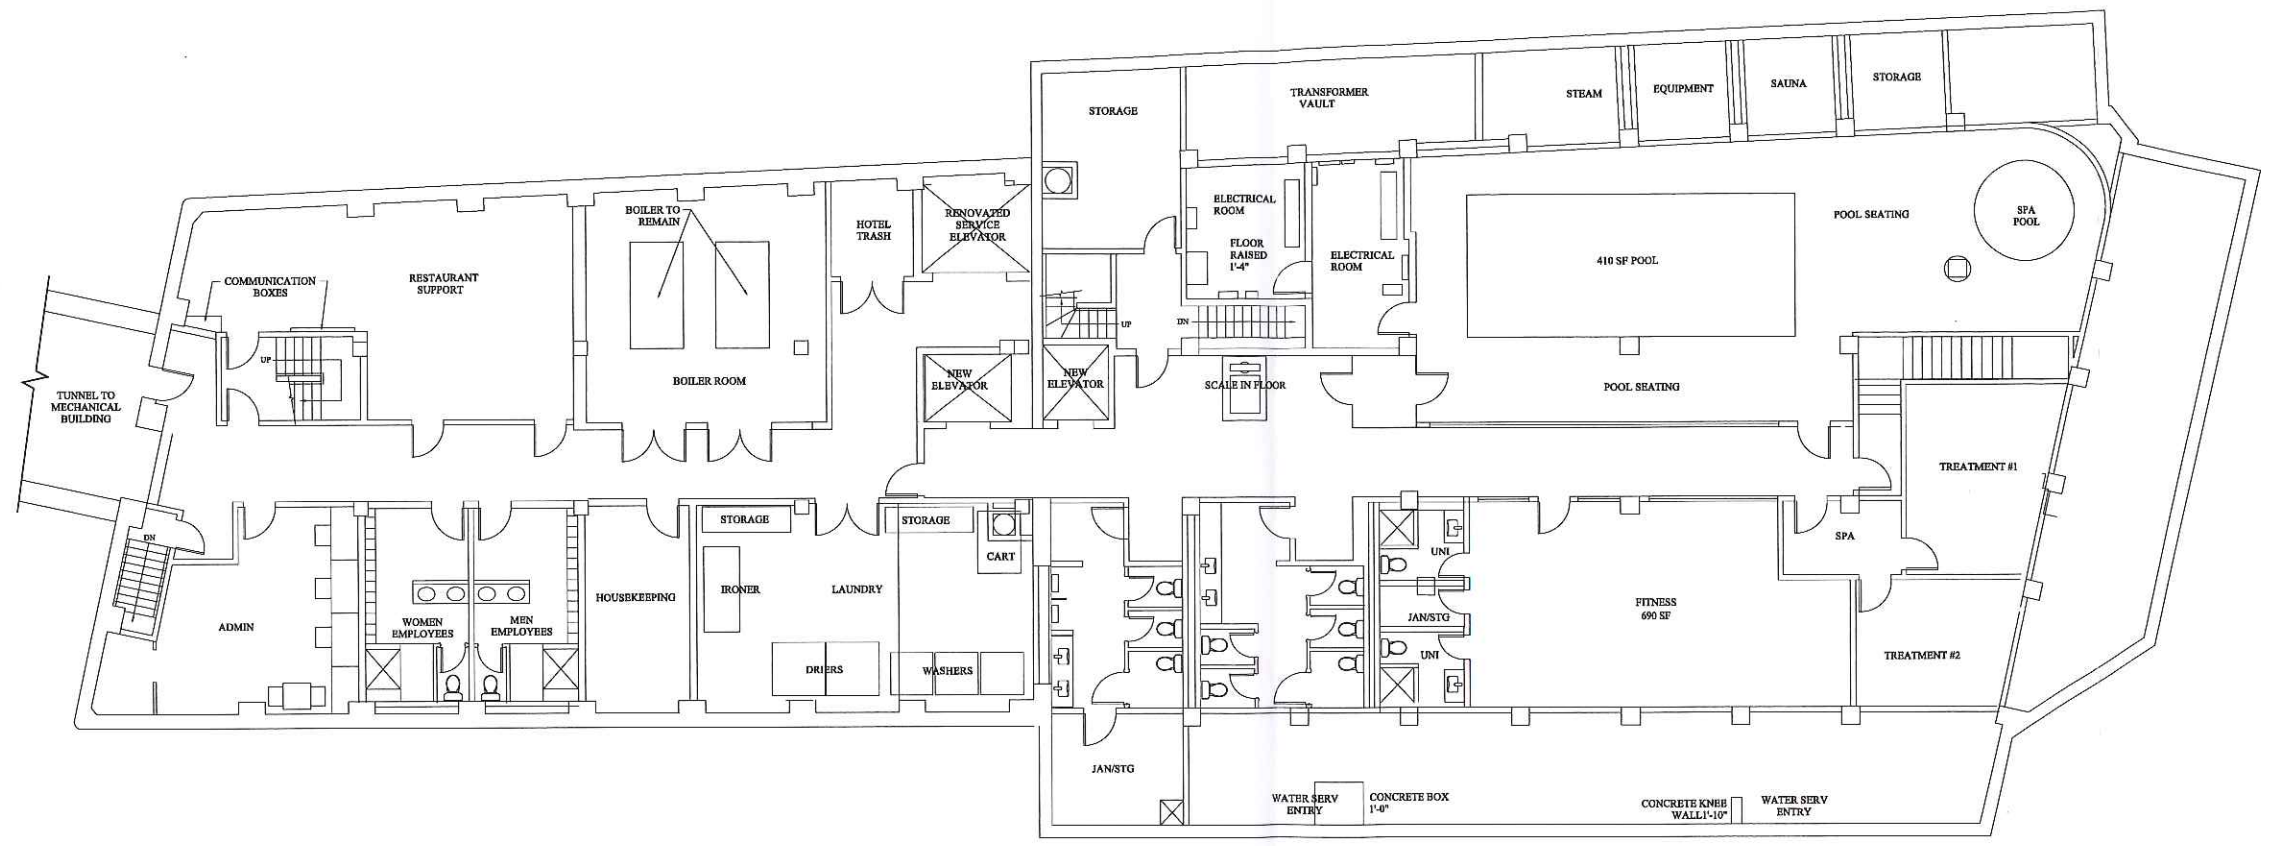 TRANSFORMER
VAULT
STEAM
EQUIPMENT
SAUNA
STORAGE
STORAGE
BOILER TO
REMAIN
HOTEL
TRASH
RENOVATED
SERVICE
ELEVATOR
ELECTRICAL
ROOM
FLOOR
RAISED
1'-4"
ELECTRICAL
ROOM
POOL SEATING
SPA
POOL
410 SF POOL
COMMUNICATION
BOXES
RESTAURANT
SUPPORT
UP
DN
UP
BOILER ROOM
NEW
ELEVATOR
NEW
ELEVATOR
SCALE IN FLOOR
POOL SEATING
TUNNEL TO
MECHANICAL
BUILDING
TREATMENT #1
DN
STORAGE
STORAGE
CART
UNI
SPA
ADMIN
WOMEN
EMPLOYEES
MEN
EMPLOYEES
HOUSEKEEPING
IRONER
LAUNDRY
JAN/STG
FITNESS
690 SF
UNI
TREATMENT #2
DRIERS
WASHERS
JAN/STG
WATER SERV
ENTRY
CONCRETE BOX
1'-0"
CONCRETE KNEE
WALL1'-10"
WATER SERV
ENTRY